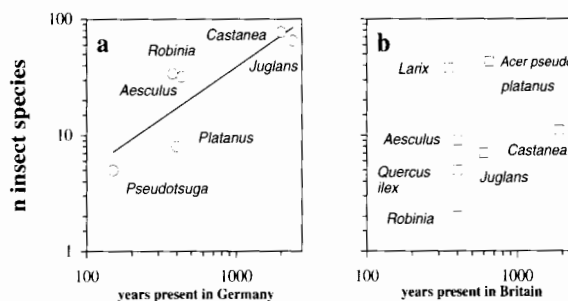 n insect species
100
10
1
a
Robinia
Castanea
Aesculus
Juglans
Platanus
Pseudotsuga
100
1000
years present in Germany
b
Larix
Acer pseudo
platanus
Aesculus
Castanea
Quercus
ilex
Juglans
Robinia
100
1000
years present in Britain